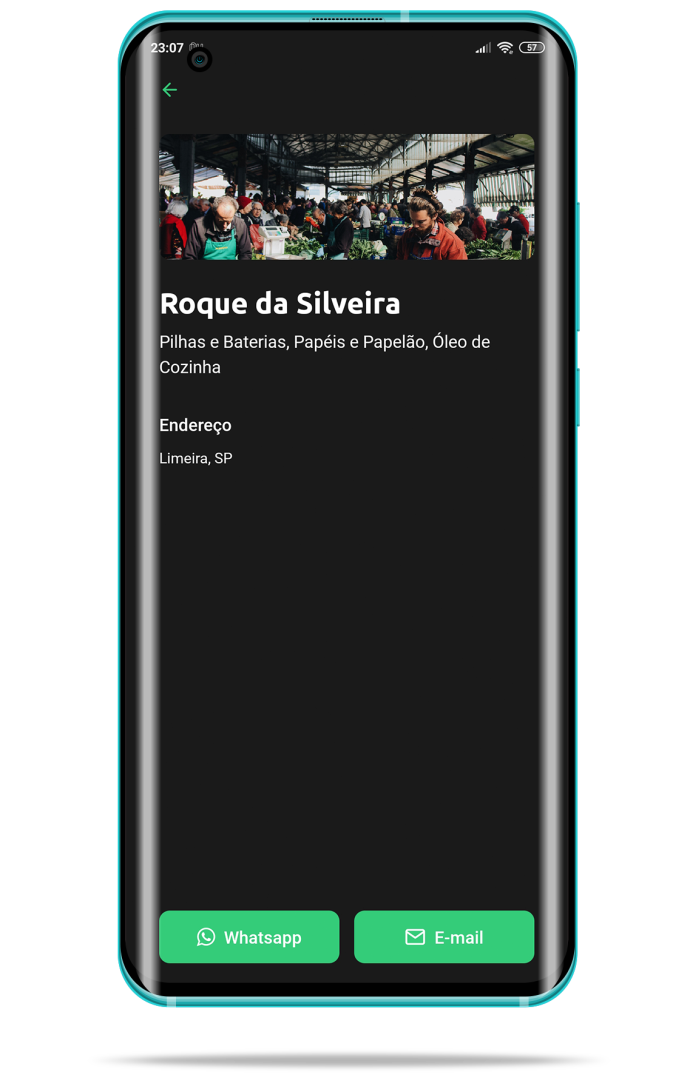 23:07
57
Roque da Silveira
Pilhas e Baterias, Papéis e Papelão, Óleo de
Cozinha
Endereço
Limeira, SP
Whatsapp
E-mail